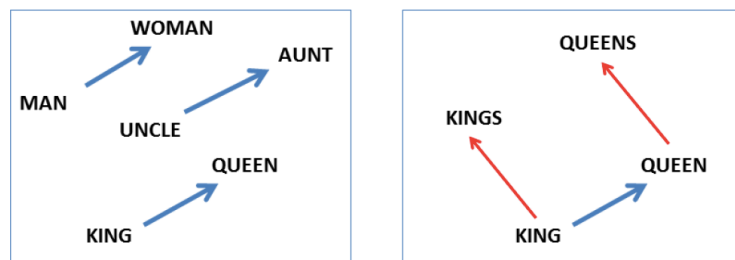 WOMAN
AUNT
MAN
UNCLE
QUEEN
KING
QUEENS
KINGS
QUEEN
KING